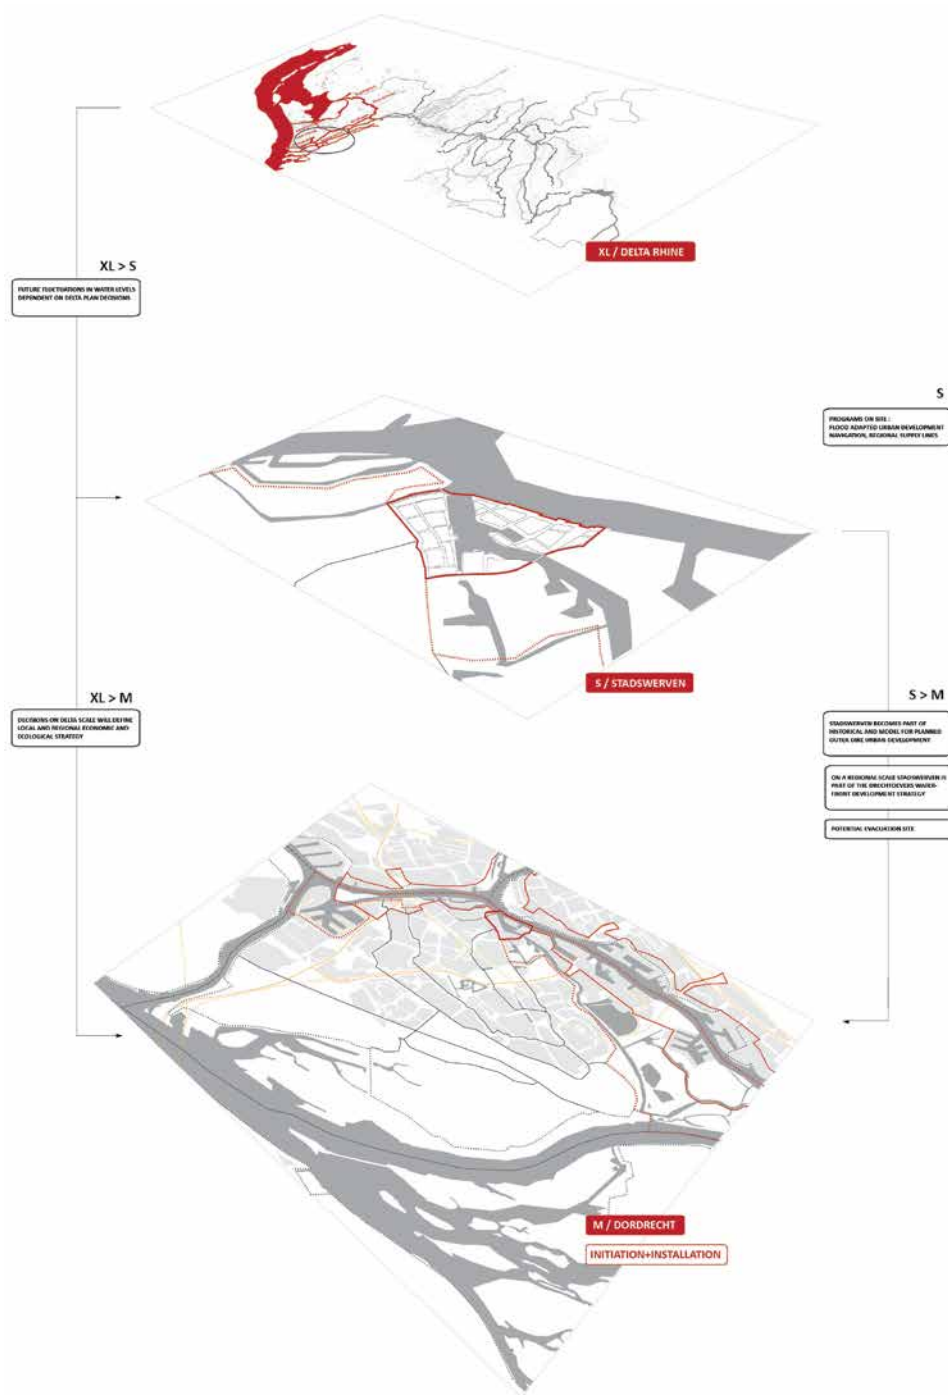 XL / DELTA RHINE
XL > S
FUTURE FLUCTUATIONS IN WATER LEVELS
DEPENDENT ON DELTA PLAN DECISIONS
S
PROGRAMS ON SITE :
FLOOD ADAPTED URBAN DEVELOPMENT
NAVIGATION, REGIONAL SUPPLY LINES
S / STADSWERVEN
XL > M
DECISIONS ON DELTA SCALE WILL DEFINE
LOCAL AND REGIONAL ECONOMIC AND
ECOLOGICAL STRATEGY
S > M
STADSWERVEN BECOMES PART OF
HISTORICAL AND MODEL FOR PLANNED
OUTER DIKE URBAN DEVELOPMENT
ON A REGIONAL SCALE STADSWERVEN IS
PART OF THE DRECHTOEVERS WATER-
FRONT DEVELOPMENT STRATEGY
POTENTIAL EVACUATION SITE
M / DORDRECHT
INITIATION+INSTALLATION